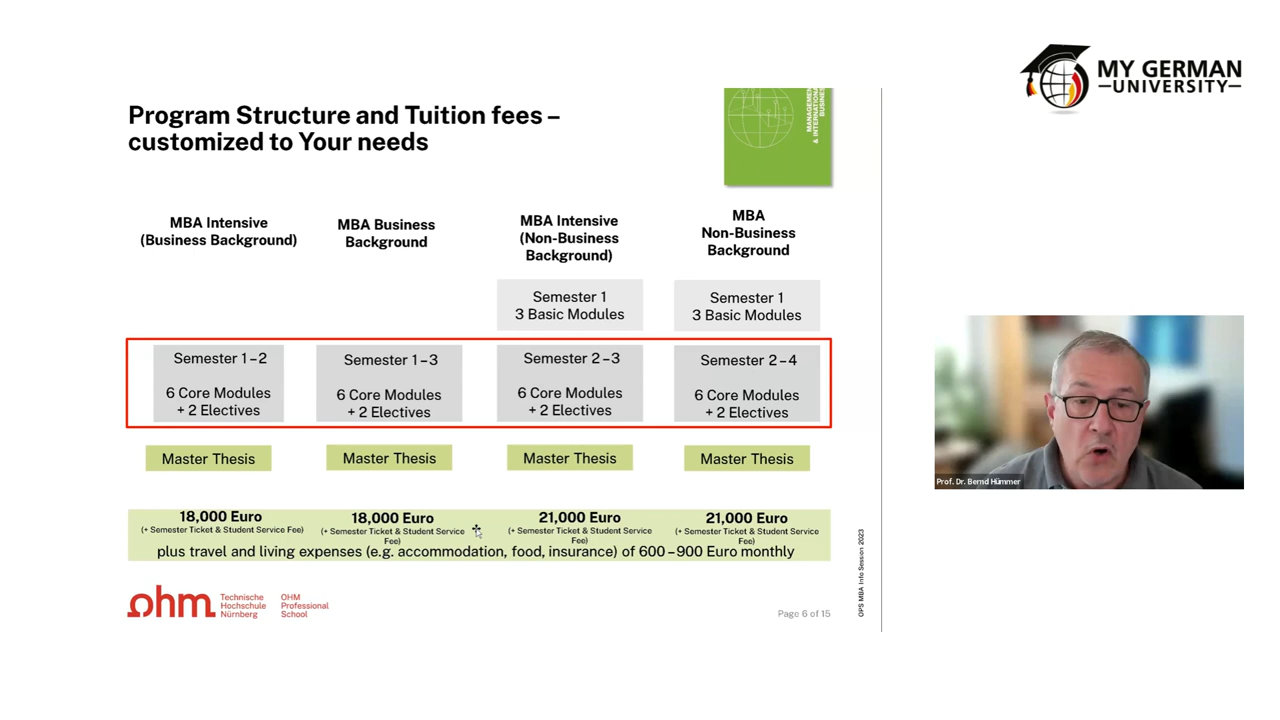 MY GERMAN
UNIVERSITY
Program Structure and Tuition fees –
customized to Your needs
MANAGEMENT
& INTERNATIONAL
BUSINESS
MBA Intensive
(Business Background)
MBA Business
Background
MBA Intensive
(Non-Business
Background)
MBA
Non-Business
Background
Semester 1
3 Basic Modules
Semester 1
3 Basic Modules
Semester 1–2
6 Core Modules
+ 2 Electives
Semester 1–3
6 Core Modules
+ 2 Electives
Semester 2–3
6 Core Modules
+ 2 Electives
Semester 2–4
6 Core Modules
+ 2 Electives
Master Thesis
Master Thesis
Master Thesis
Master Thesis
18,000 Euro
(+ Semester Ticket & Student Service Fee)
18,000 Euro
(+ Semester Ticket & Student Service
Fee)
21,000 Euro
(+ Semester Ticket & Student Service
Fee)
21,000 Euro
(+ Semester Ticket & Student Service
Fee)
plus travel and living expenses (e.g. accommodation, food, insurance) of 600–900 Euro monthly
ohm
Technische
Hochschule
Nürnberg
OHM
Professional
School
Page 6 of 15
OPS MBA Info Session 2023
Prof. Dr. Bernd Hümmer